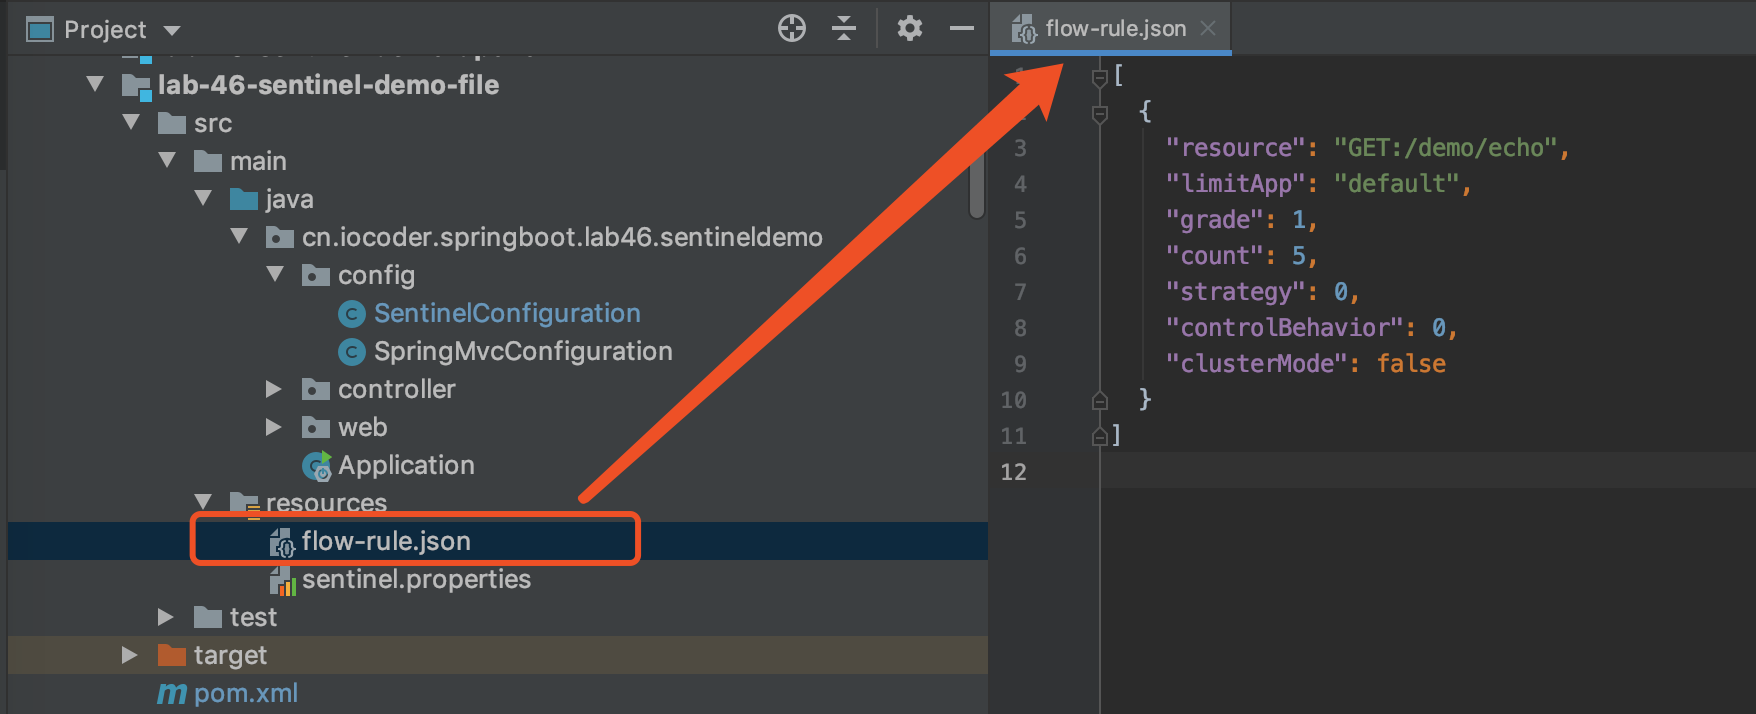 Project
lab-46-sentinel-demo-file
src
main
java
cn.iocoder.springboot.lab46.sentineldemo
config
SentinelConfiguration
SpringMvcConfiguration
controller
web
Application
resources
flow-rule.json
sentinel.properties
test
target
pom.xml
flow-rule.json
[
{
3 "resource": "GET:/demo/echo",
4 "limitApp": "default",
5 "grade": 1,
6 "count": 5,
7 "strategy": 0,
8 "controlBehavior": 0,
9 "clusterMode": false
10 }
11 ]
12